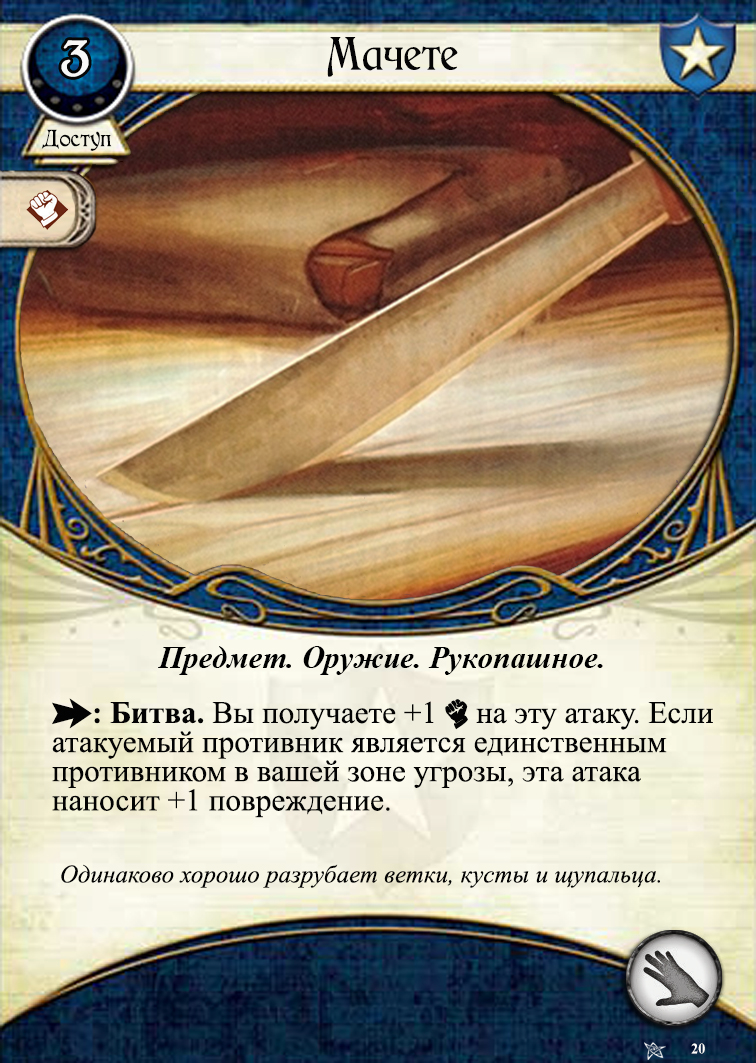 3
Мачете
Доступ
Предмет. Оружие. Рукопашное.
: Битва. Вы получаете +1 на эту атаку. Если
атакуемый противник является единственным
противником в вашей зоне угрозы, эта атака
наносит +1 повреждение.
Одинаково хорошо разрубает ветки, кусты и щупальца.
20